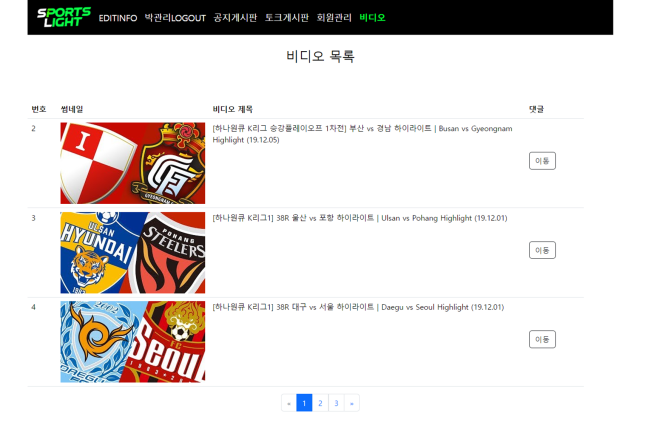 SPORTS
LIGHT
EDITINFO 박관리LOGOUT 공지게시판 토크게시판 회원관리 비디오
비디오 목록
번호 썸네일 비디오 제목 댓글
2
[하나원큐 K리그 승강플레이오프 1차전] 부산 vs 경남 하이라이트 | Busan vs Gyeongnam
Highlight (19.12.05)
이동
I
3
[하나원큐 K리그1] 38R 울산 vs 포항 하이라이트 | Ulsan vs Pohang Highlight (19.12.01)
이동
ULSAN
HYUNDAI
POHANG
STEELERS
4
[하나원큐 K리그1] 38R 대구 vs 서울 하이라이트 | Daegu vs Seoul Highlight (19.12.01)
이동
2002
DAEGU
FC
Seoul
« 1 2 3 »